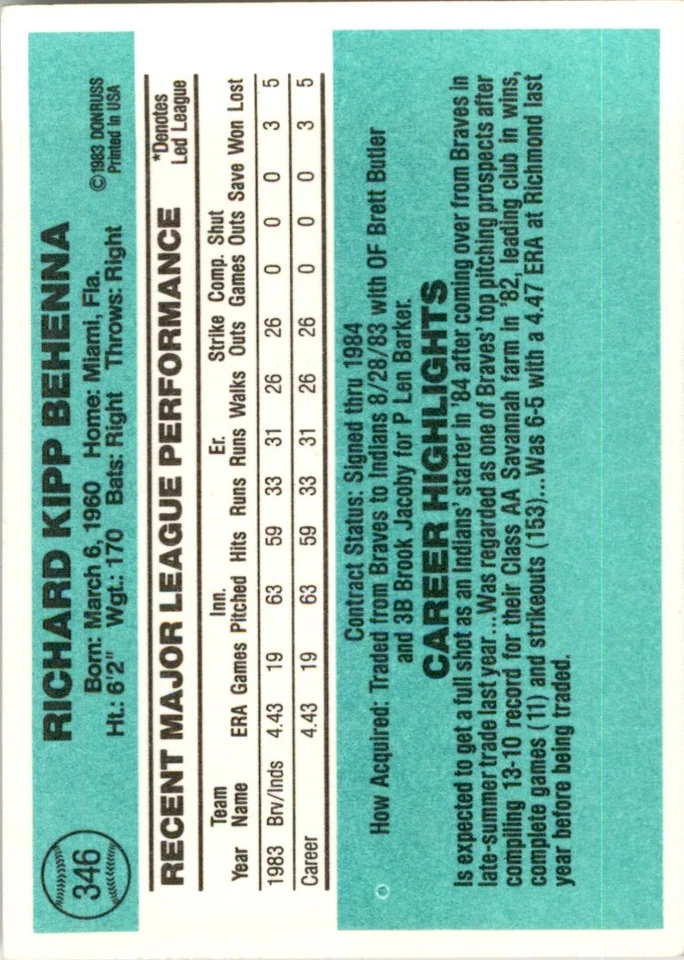 346
RICHARD KIPP BEHENNA
Born: March 6, 1960 Home: Miami, Fla.
Ht.: 6'2" Wgt.: 170 Bats: Right Throws: Right
©1983 DONRUSS
Printed in USA
RECENT MAJOR LEAGUE PERFORMANCE
*Denotes
Led League
Team Inn. Er. Strike Comp. Shut
Year Name ERA Games Pitched Hits Runs Runs Walks Outs Games Outs Save Won Lost
1983 Brv/Inds 4.43 19 63 59 33 31 26 26 0 0 0 3 5
Career 4.43 19 63 59 33 31 26 26 0 0 0 3 5
Contract Status: Signed thru 1984
How Acquired: Traded from Braves to Indians 8/28/83 with OF Brett Butler
and 3B Brook Jacoby for P Len Barker.
CAREER HIGHLIGHTS
Is expected to get a full shot as an Indians' starter in '84 after coming over from Braves in
late-summer trade last year...Was regarded as one of Braves' top pitching prospects after
compiling 13-10 record for their Class AA Savannah farm in '82, leading club in wins,
complete games (11) and strikeouts (153)...Was 6-5 with a 4.47 ERA at Richmond last
year before being traded.